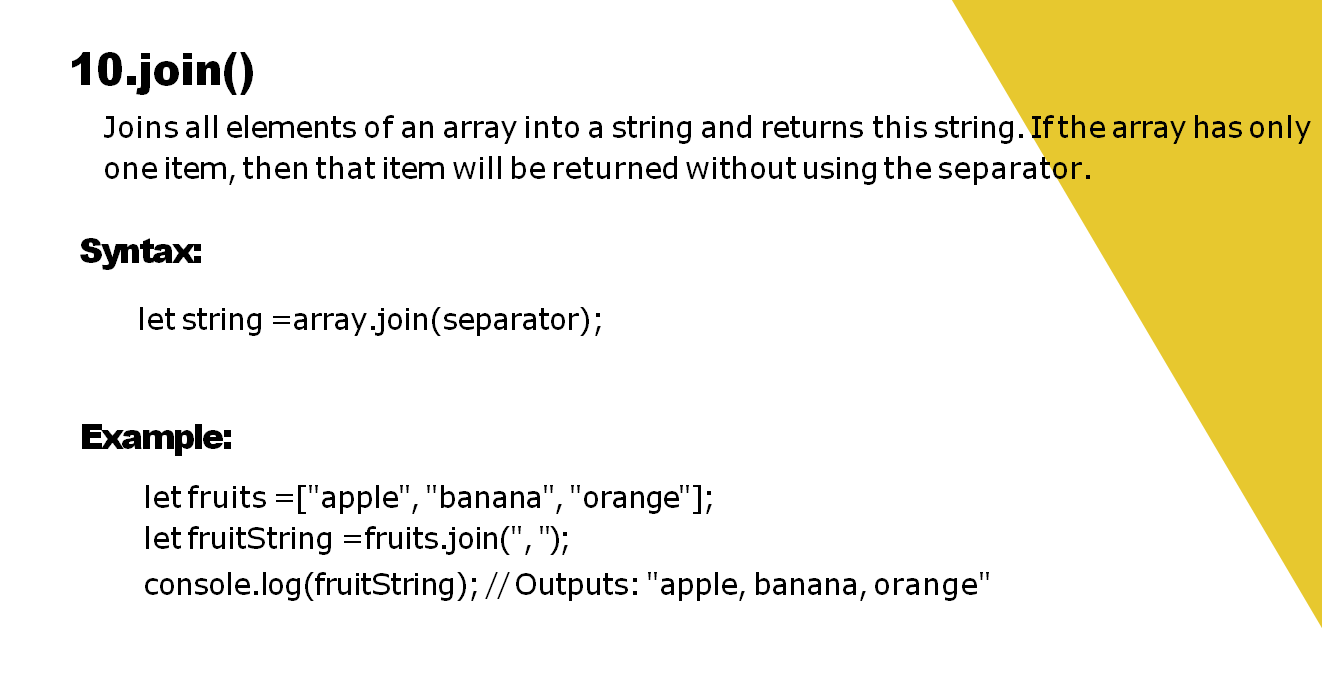 10.join()
Joins all elements of an array into a string and returns this string. If the array has only
one item, then that item will be returned without using the separator.
Syntax:
let string =array.join(separator);
Example:
let fruits =["apple", "banana", "orange"];
let fruitString =fruits.join(", ");
console.log(fruitString); // Outputs: "apple, banana, orange"